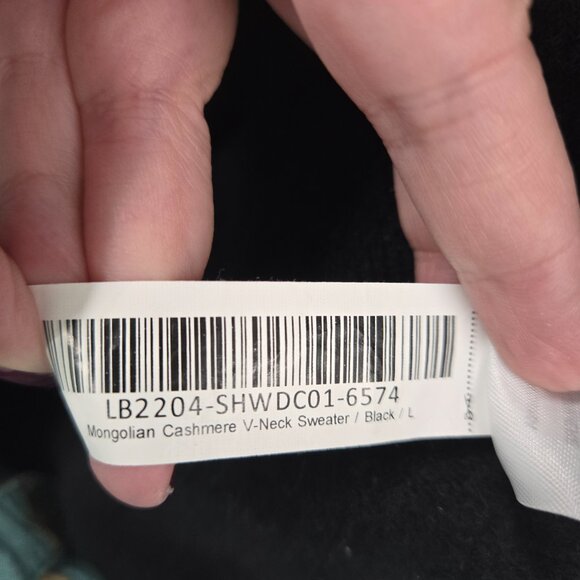 LB2204-SHWDC01-6574
Mongolian Cashmere V-Neck Sweater / Black / L